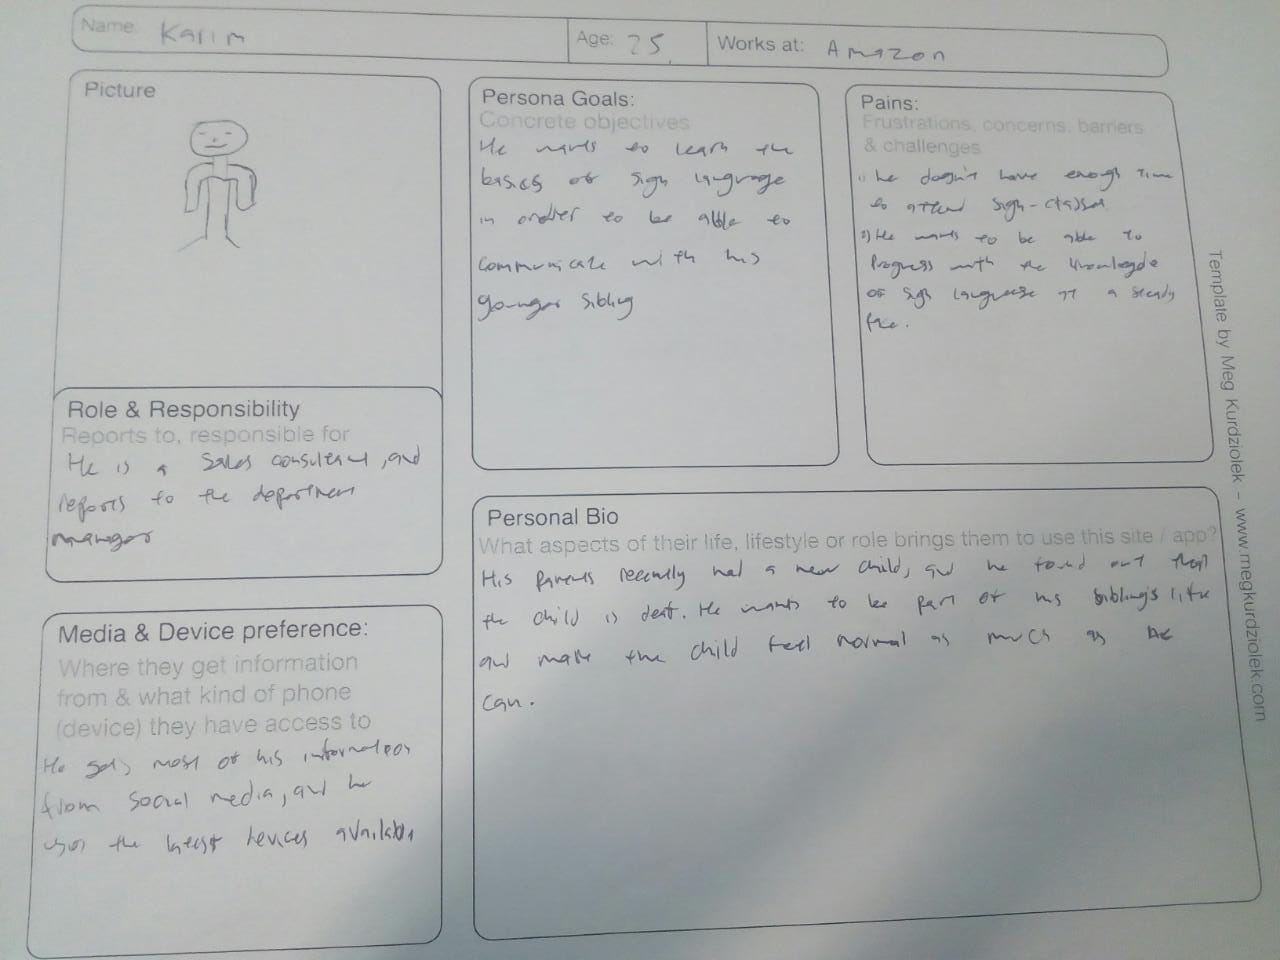 Name: Karim
Age: 25
Works at: Amazon
Picture
Role & Responsibility
Reports to, responsible for
He is a Sales consultant, and
reports to the department
manager
Media & Device preference:
Where they get information
from & what kind of phone
(device) they have access to
He gets most of his information
from social media, and he
uses the latest devices available
Persona Goals:
Concrete objectives
He wants to learn the
basics of sign language
in order to be able to
communicate with his
younger sibling
Pains:
Frustrations, concerns, barriers
& challenges
1) he doesn't have enough time
to attend sign-classes
2) He wants to be able to
Progress with the knowledge
of sign language at a steady
Pace.
Personal Bio
What aspects of their life, lifestyle or role brings them to use this site / app?
His parents recently had a new child, and he found out that
the child is deaf. He wants to be part of his sibling's life
and make the child feel normal as much as he
can.
Template by Meg Kurdziolek – www.megkurdziolek.com